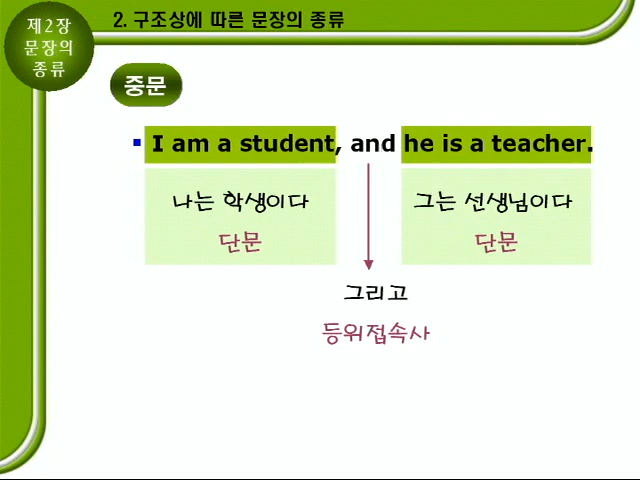 제2장
문장의
종류
2. 구조상에 따른 문장의 종류
중문
I am a student, and he is a teacher.
나는 학생이다
그는 선생님이다
단문
단문
그리고
등위접속사